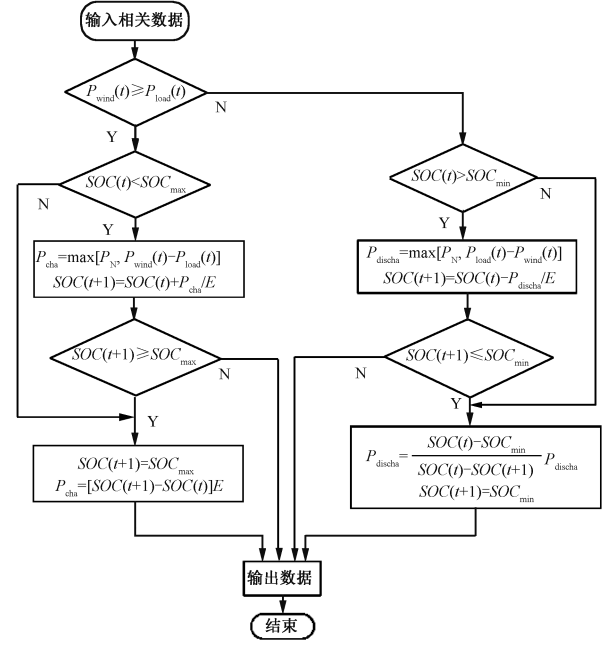 输入相关数据
P_wind(t)≥P_load(t)
N
Y
SOC(t)<SOC_max
N
Y
P_cha=max[P_N, P_wind(t)-P_load(t)]
SOC(t+1)=SOC(t)+P_cha/E
SOC(t+1)≥SOC_max
N
Y
SOC(t+1)=SOC_max
P_cha=[SOC(t+1)-SOC(t)]E
SOC(t)>SOC_min
N
Y
P_discha=max[P_N, P_load(t)-P_wind(t)]
SOC(t+1)=SOC(t)-P_discha/E
SOC(t+1)≤SOC_min
N
Y
P_discha= SOC(t)-SOC_min / SOC(t)-SOC(t+1) P_discha
SOC(t+1)=SOC_min
输出数据
结束